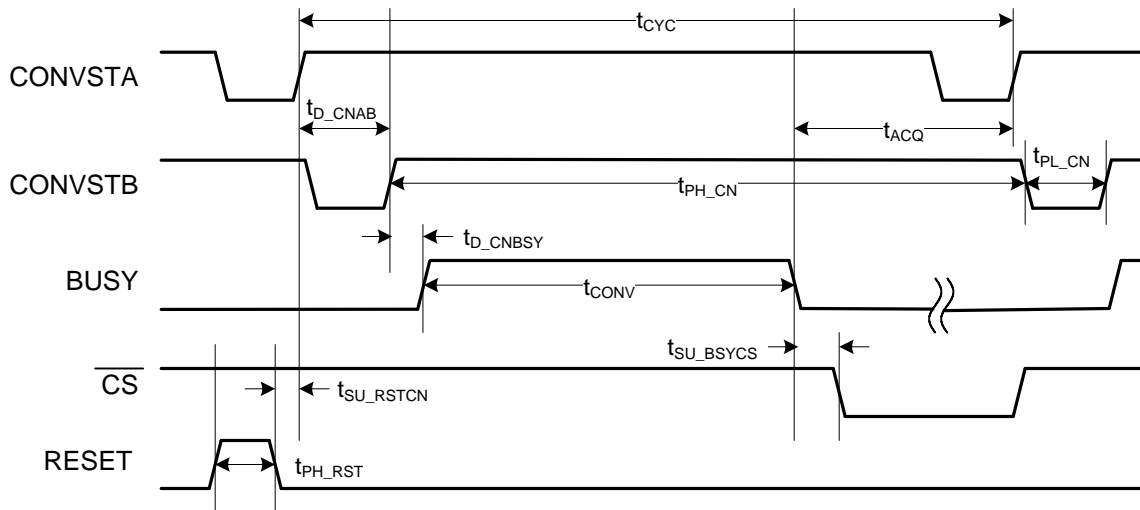 tCYC
CONVSTA
tD_CNAB
tACQ
tPL_CN
CONVSTB
tPH_CN
tD_CNBSY
BUSY
tCONV
tSU_BSYCS
CS
tSU_RSTCN
RESET
tPH_RST